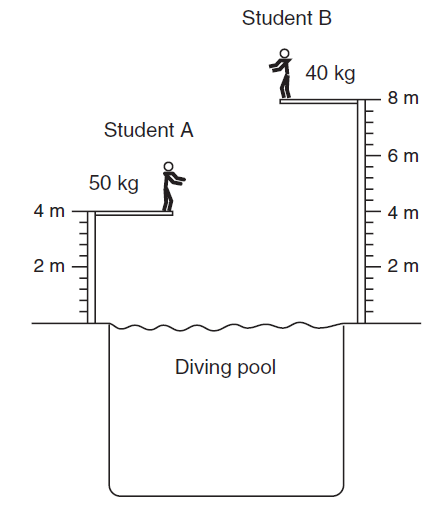 Student B
40 kg
8 m
Student A
6 m
50 kg
4 m
4 m
2 m
2 m
Diving pool